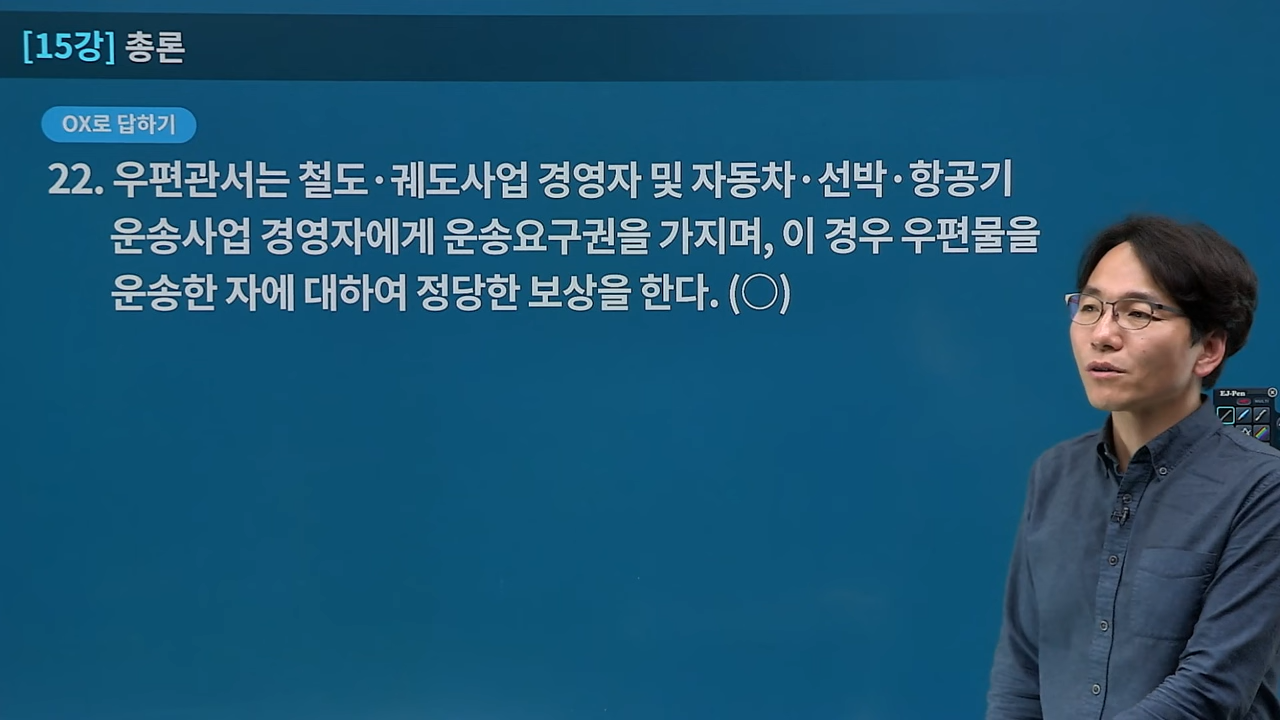 [15강] 총론
OX로 답하기
22. 우편관서는 철도·궤도사업 경영자 및 자동차·선박·항공기
운송사업 경영자에게 운송요구권을 가지며, 이 경우 우편물을
운송한 자에 대하여 정당한 보상을 한다. (○)
EJ-Pen